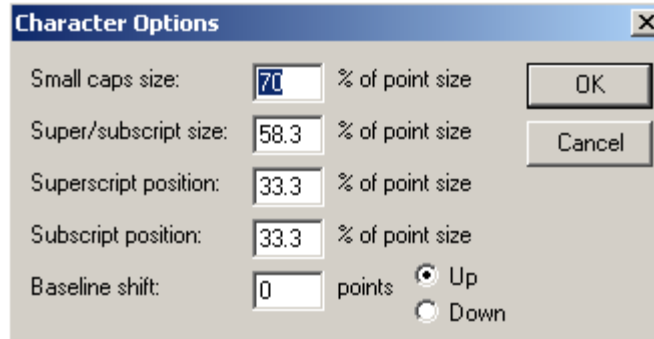 Character Options
Small caps size: 70 % of point size OK
Super/subscript size: 58.3 % of point size Cancel
Superscript position: 33.3 % of point size
Subscript position: 33.3 % of point size
Baseline shift: 0 points Up
Down